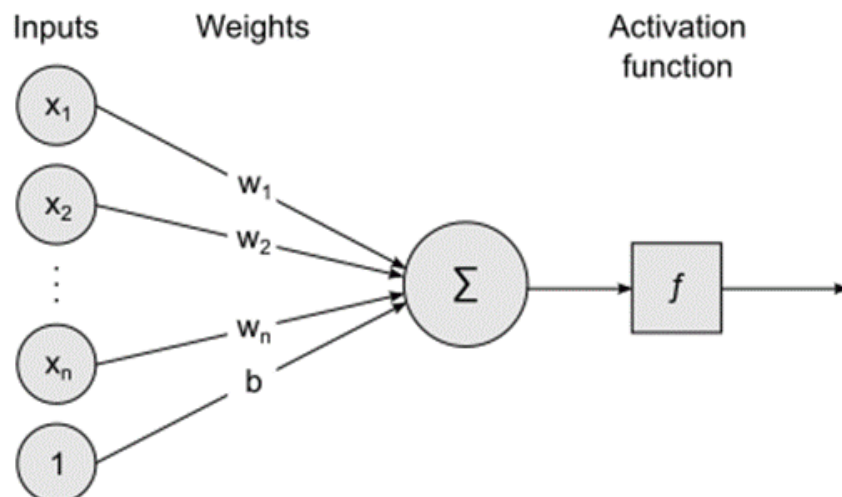 Inputs
Weights
Activation
function
x₁
w₁
x₂
w₂
⋮
Σ
f
xₙ
wₙ
b
1